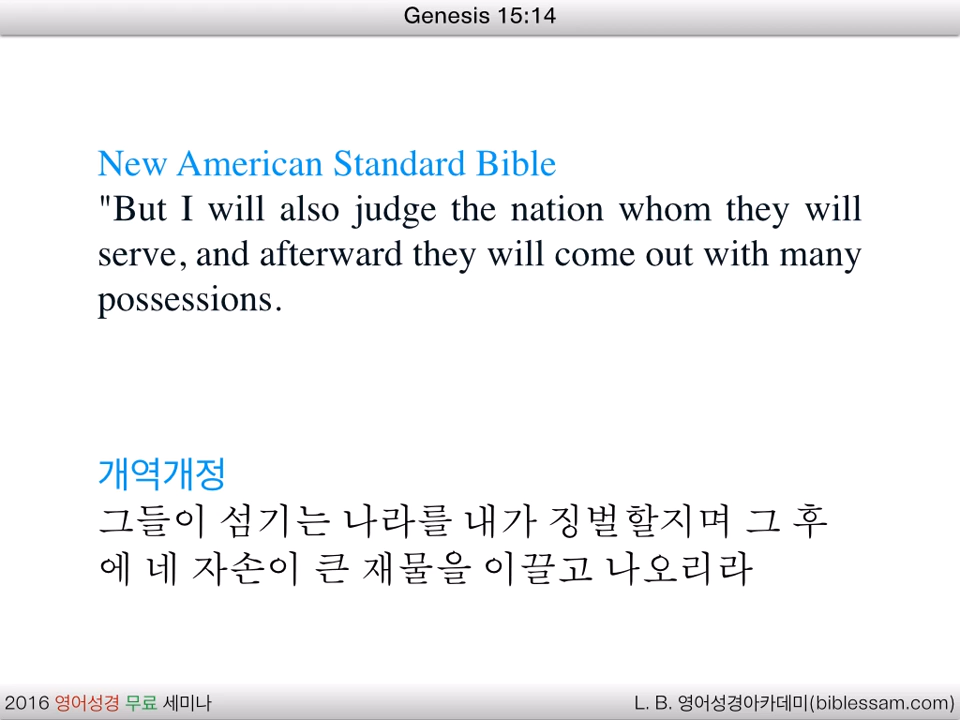 Genesis 15:14
New American Standard Bible
"But I will also judge the nation whom they will
serve, and afterward they will come out with many
possessions.
개역개정
그들이 섬기는 나라를 내가 징벌할지며 그 후
에 네 자손이 큰 재물을 이끌고 나오리라
2016 영어성경 무료 세미나
L. B. 영어성경아카데미(biblessam.com)